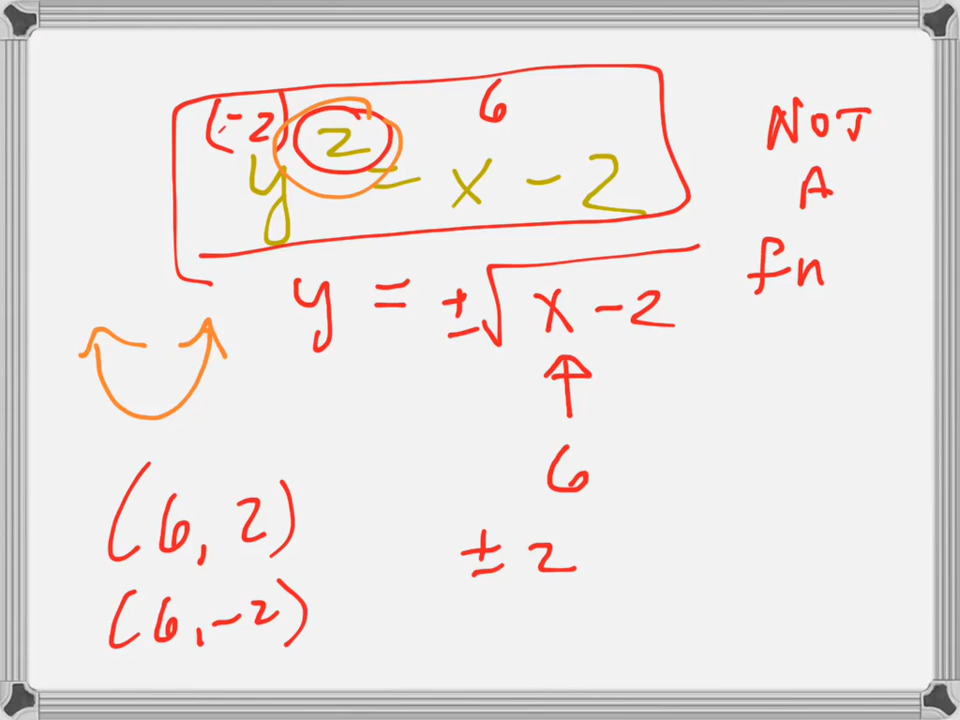 (-2) 6
y² = x - 2
NOT
A
fn
y = ±√x - 2
6
± 2
(6, 2)
(6, -2)